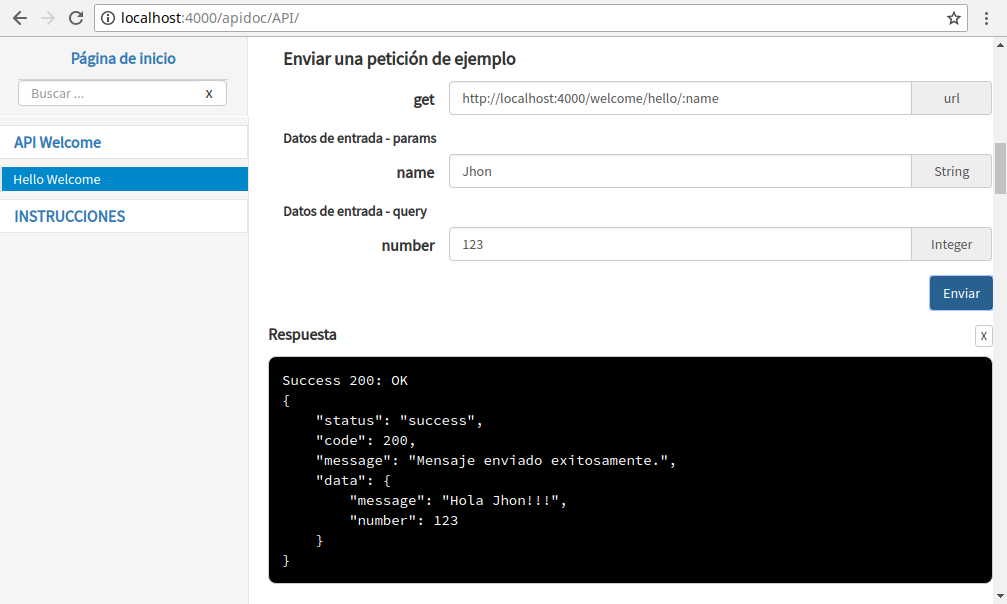 localhost:4000/apidoc/API/
Página de inicio
Buscar ...
X
API Welcome
Hello Welcome
INSTRUCCIONES
Enviar una petición de ejemplo
get
http://localhost:4000/welcome/hello/:name
url
Datos de entrada - params
name
Jhon
String
Datos de entrada - query
number
123
Integer
Enviar
Respuesta
X
Success 200: OK
{
    "status": "success",
    "code": 200,
    "message": "Mensaje enviado exitosamente.",
    "data": {
        "message": "Hola Jhon!!!",
        "number": 123
    }
}